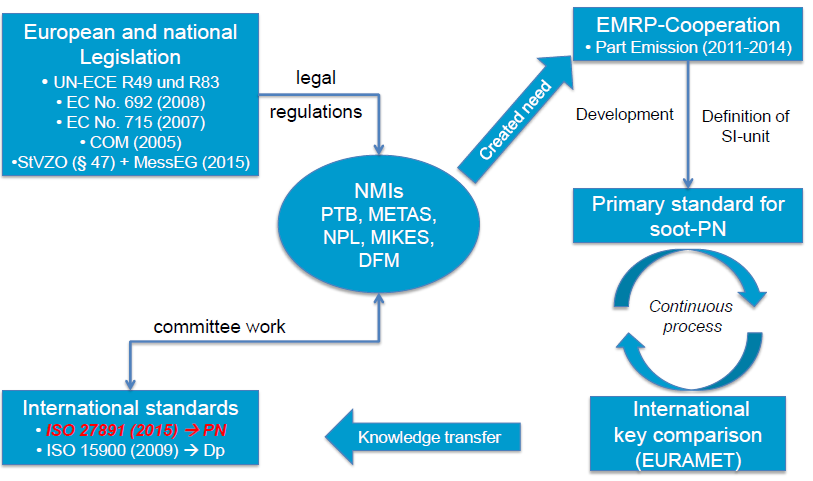 European and national
Legislation
• UN-ECE R49 und R83
• EC No. 692 (2008)
• EC No. 715 (2007)
• COM (2005)
•StVZO (§ 47) + MessEG (2015)
legal
regulations
NMIs
PTB, METAS,
NPL, MIKES,
DFM
Created need
EMRP-Cooperation
• Part Emission (2011-2014)
Development
Definition of
SI-unit
Primary standard for
soot-PN
Continuous
process
International
key comparison
(EURAMET)
Knowledge transfer
committee work
International standards
• ISO 27891 (2015) → PN
• ISO 15900 (2009) → Dp